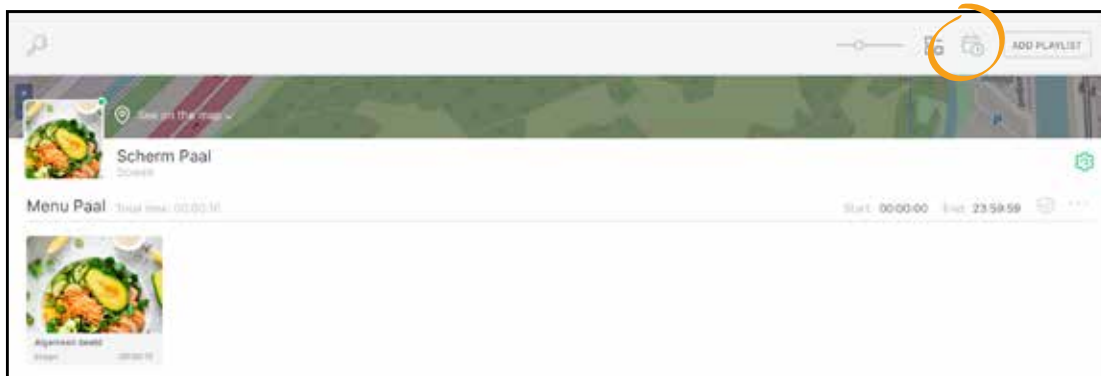 ADD PLAYLIST
See on the map
Scherm Paal
Screen
Menu Paal Total time: 00:00:10 Start: 00:00:00 End: 23:59:59
Algemeen beeld
Image 00:00:10
P